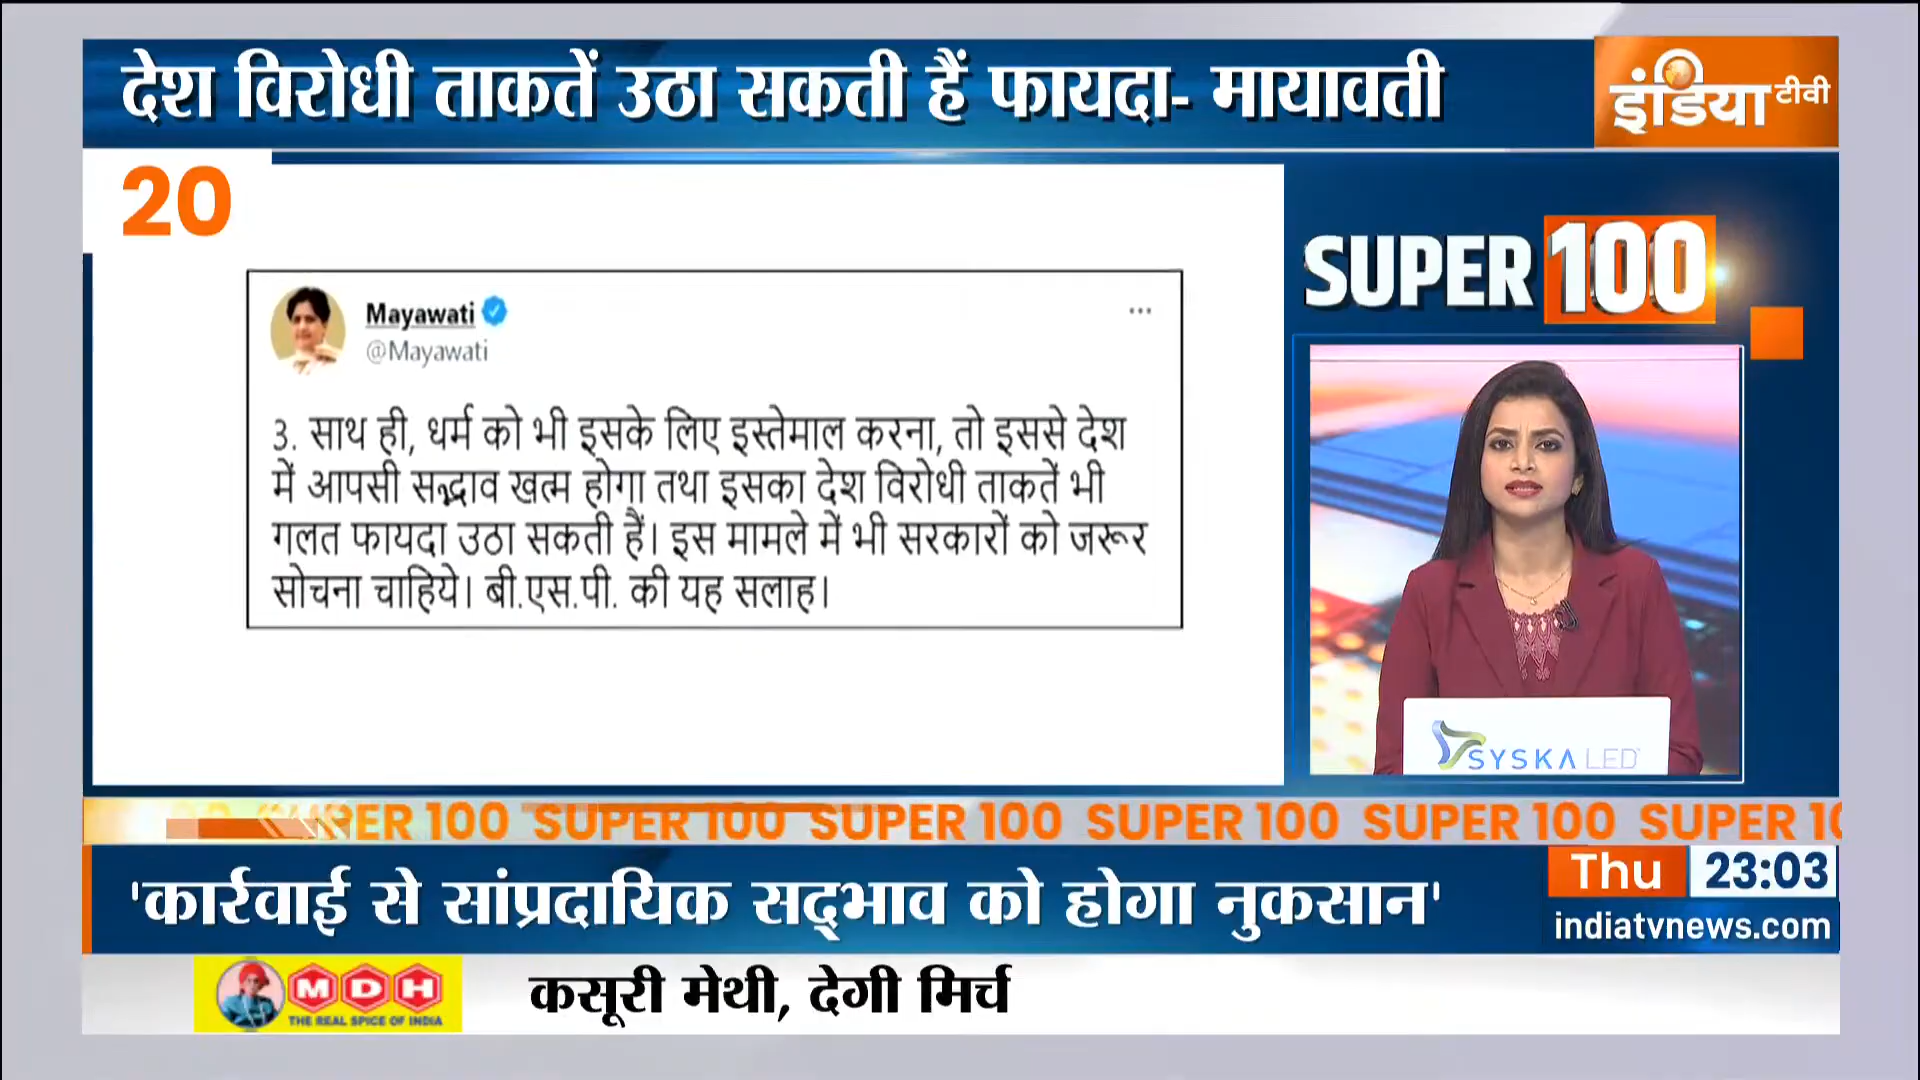 देश विरोधी ताकतें उठा सकती हैं फायदा- मायावती
इंडिया टीवी
20
SUPER 100
Mayawati
@Mayawati
3. साथ ही, धर्म को भी इसके लिए इस्तेमाल करना, तो इससे देश
में आपसी सद्भाव खत्म होगा तथा इसका देश विरोधी ताकतें भी
गलत फायदा उठा सकती हैं। इस मामले में भी सरकारों को जरूर
सोचना चाहिये। बी.एस.पी. की यह सलाह।
SYSKA LED
SUPER 100 SUPER 100 SUPER 100 SUPER 100 SUPER
'कार्रवाई से सांप्रदायिक सद्‌भाव को होगा नुकसान'
Thu 23:03
indiatvnews.com
MDH
THE REAL SPICE OF INDIA
कसूरी मेथी, देगी मिर्च